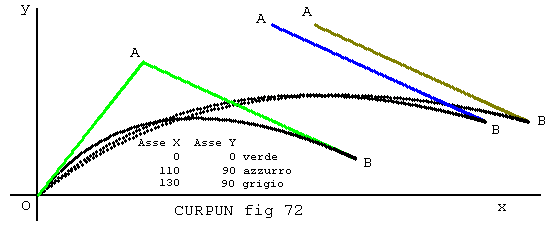 y
A A
A
Asse X Asse Y
0 0 verde
110 90 azzurro
130 90 grigio
B B
B
O
CURPUN fig 72 x